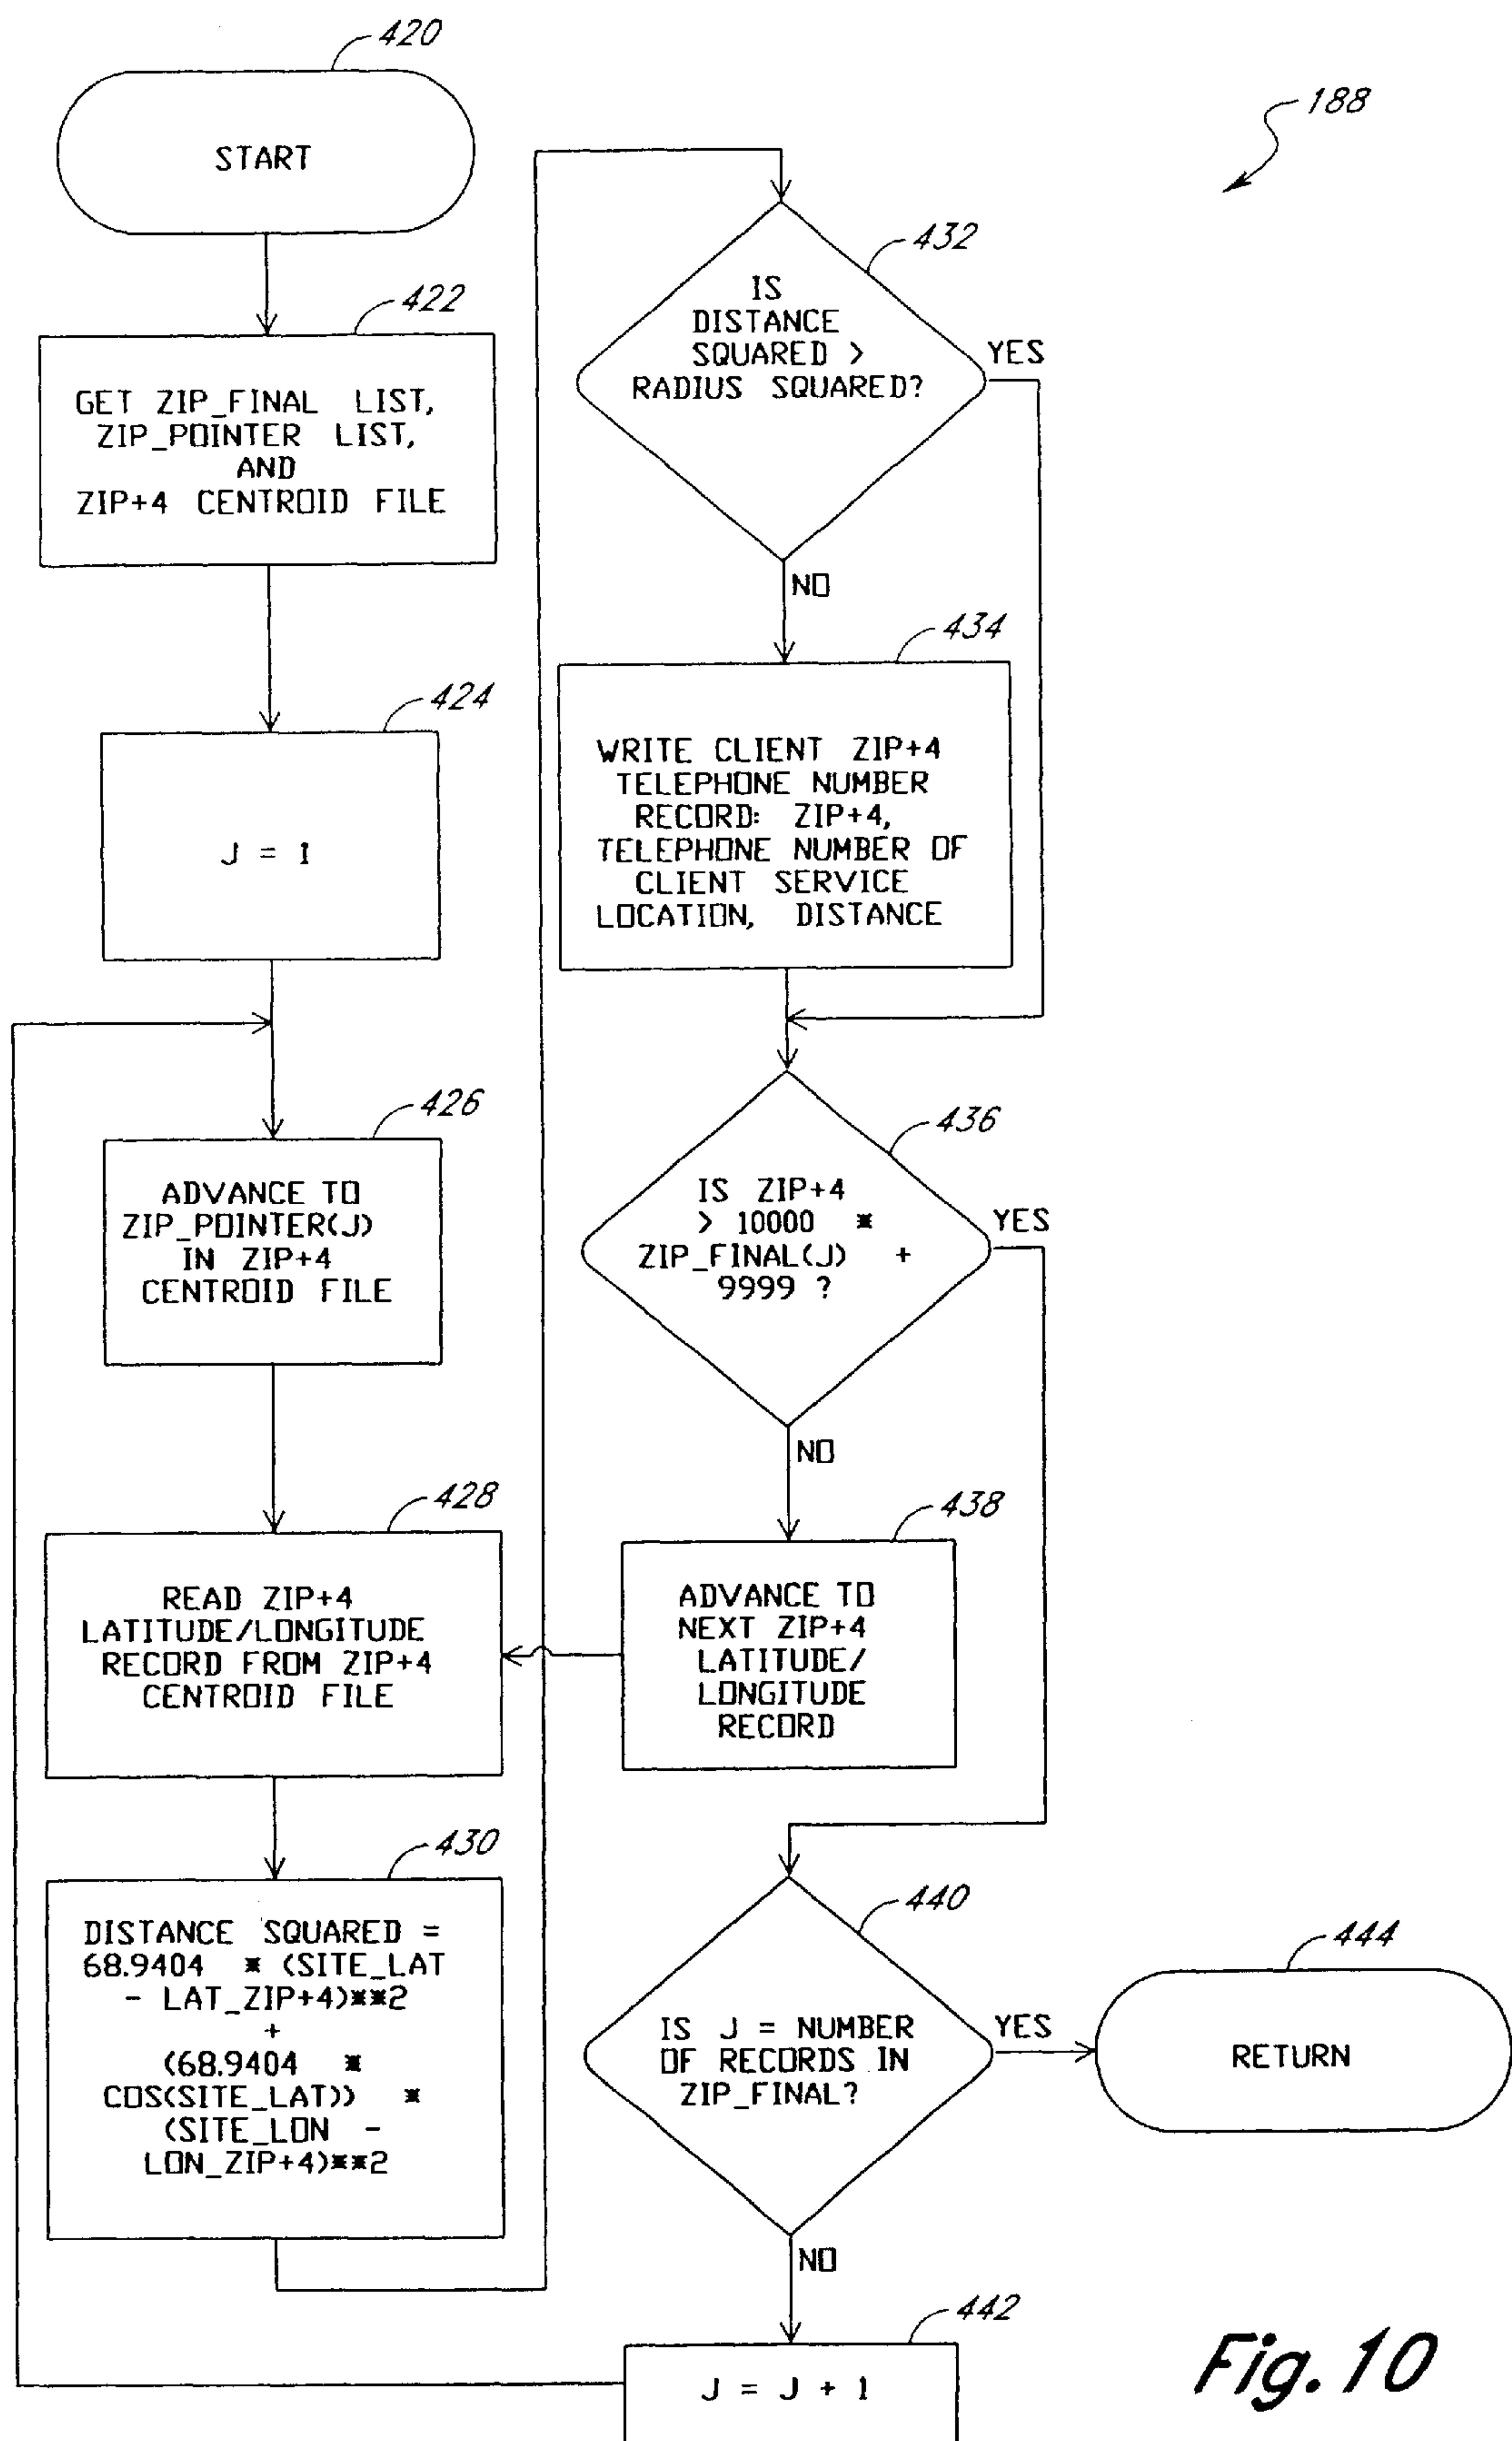 420
START
188
422
GET ZIP_FINAL LIST,
ZIP_POINTER LIST,
AND
ZIP+4 CENTROID FILE
424
J = 1
426
ADVANCE TO
ZIP_POINTER(J)
IN ZIP+4
CENTROID FILE
428
READ ZIP+4
LATITUDE/LONGITUDE
RECORD FROM ZIP+4
CENTROID FILE
430
DISTANCE SQUARED =
68.9404 * (SITE_LAT
- LAT_ZIP+4)**2
+
(68.9404 *
COS(SITE_LAT)) *
(SITE_LON -
LON_ZIP+4)**2
432
IS
DISTANCE
SQUARED >
RADIUS SQUARED?
YES
NO
434
WRITE CLIENT ZIP+4
TELEPHONE NUMBER
RECORD: ZIP+4,
TELEPHONE NUMBER OF
CLIENT SERVICE
LOCATION, DISTANCE
436
IS ZIP+4
> 10000 *
ZIP_FINAL(J) +
9999 ?
YES
NO
438
ADVANCE TO
NEXT ZIP+4
LATITUDE/
LONGITUDE
RECORD
440
IS J = NUMBER
OF RECORDS IN
ZIP_FINAL?
YES
NO
444
RETURN
442
J = J + 1
Fig. 10